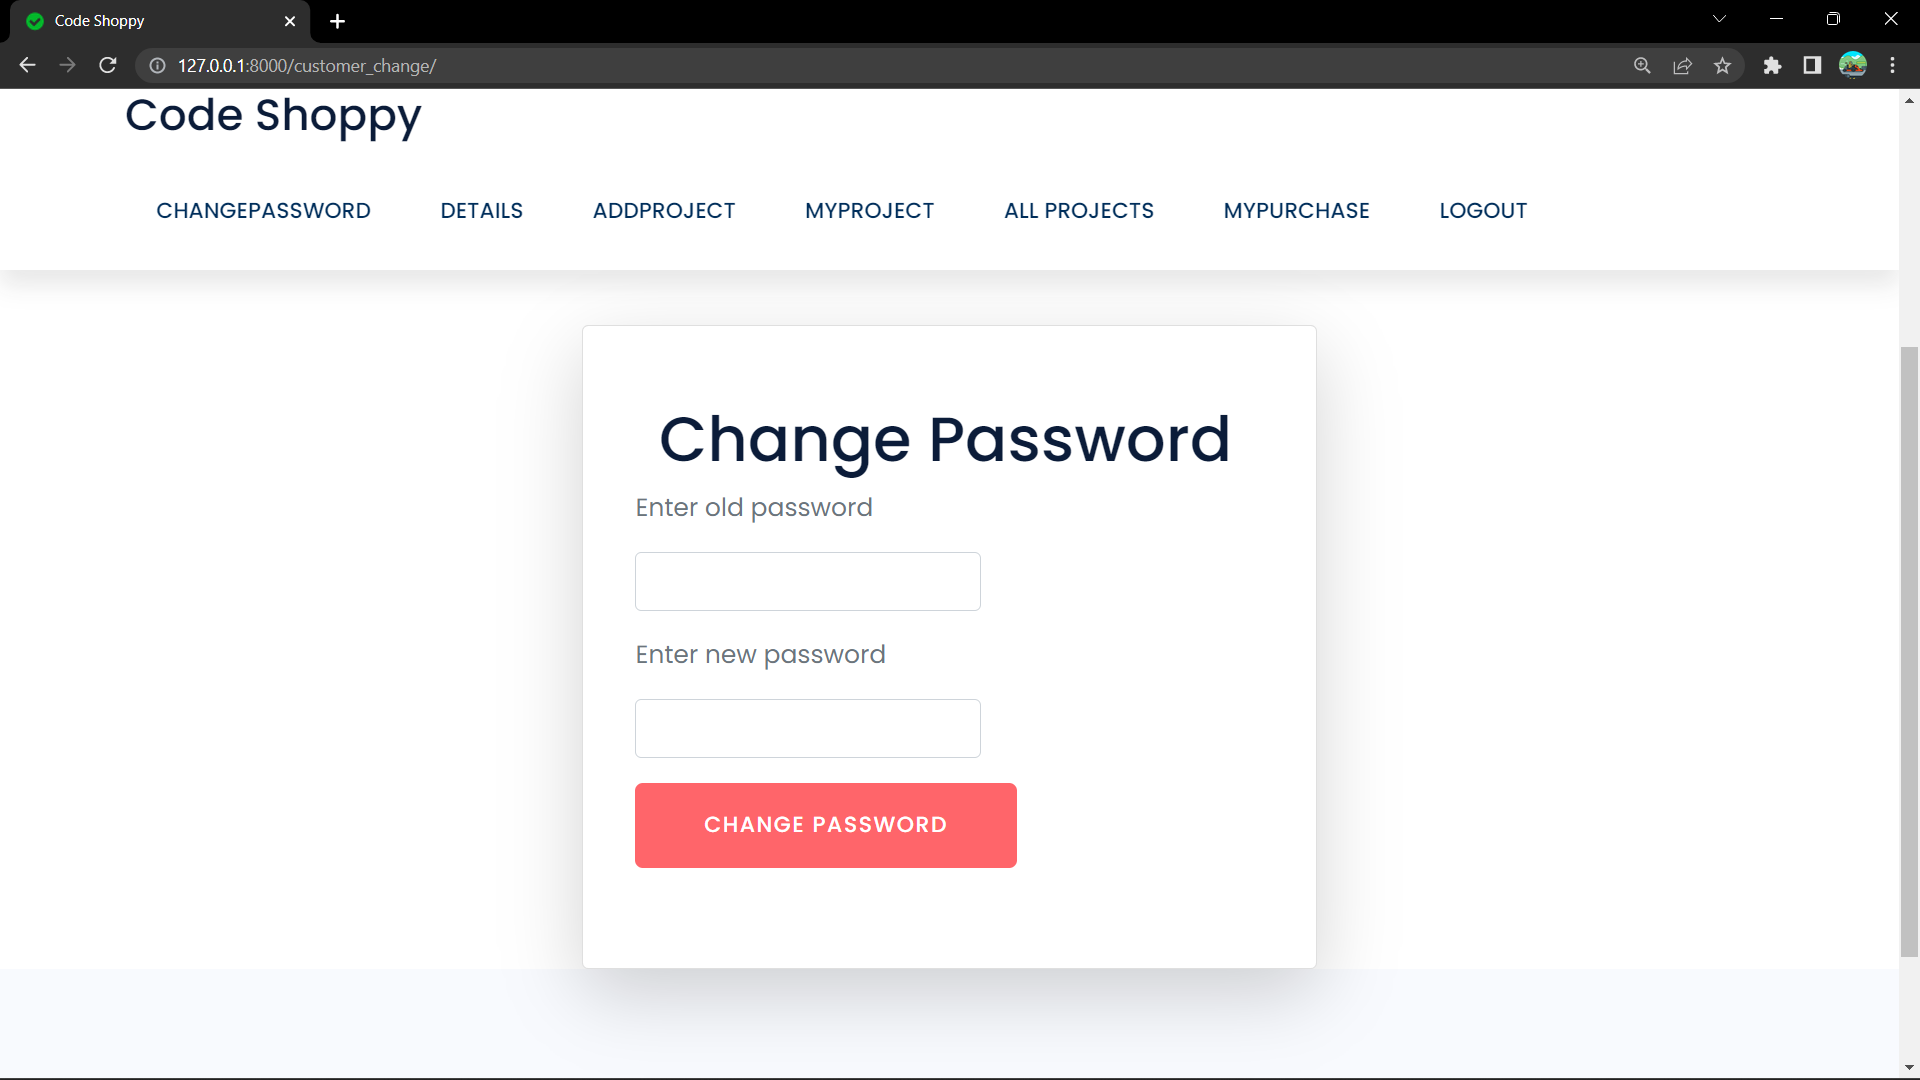 Code Shoppy
127.0.0.1:8000/customer_change/
Code Shoppy
CHANGEPASSWORD DETAILS ADDPROJECT MYPROJECT ALL PROJECTS MYPURCHASE LOGOUT
Change Password
Enter old password
Enter new password
CHANGE PASSWORD